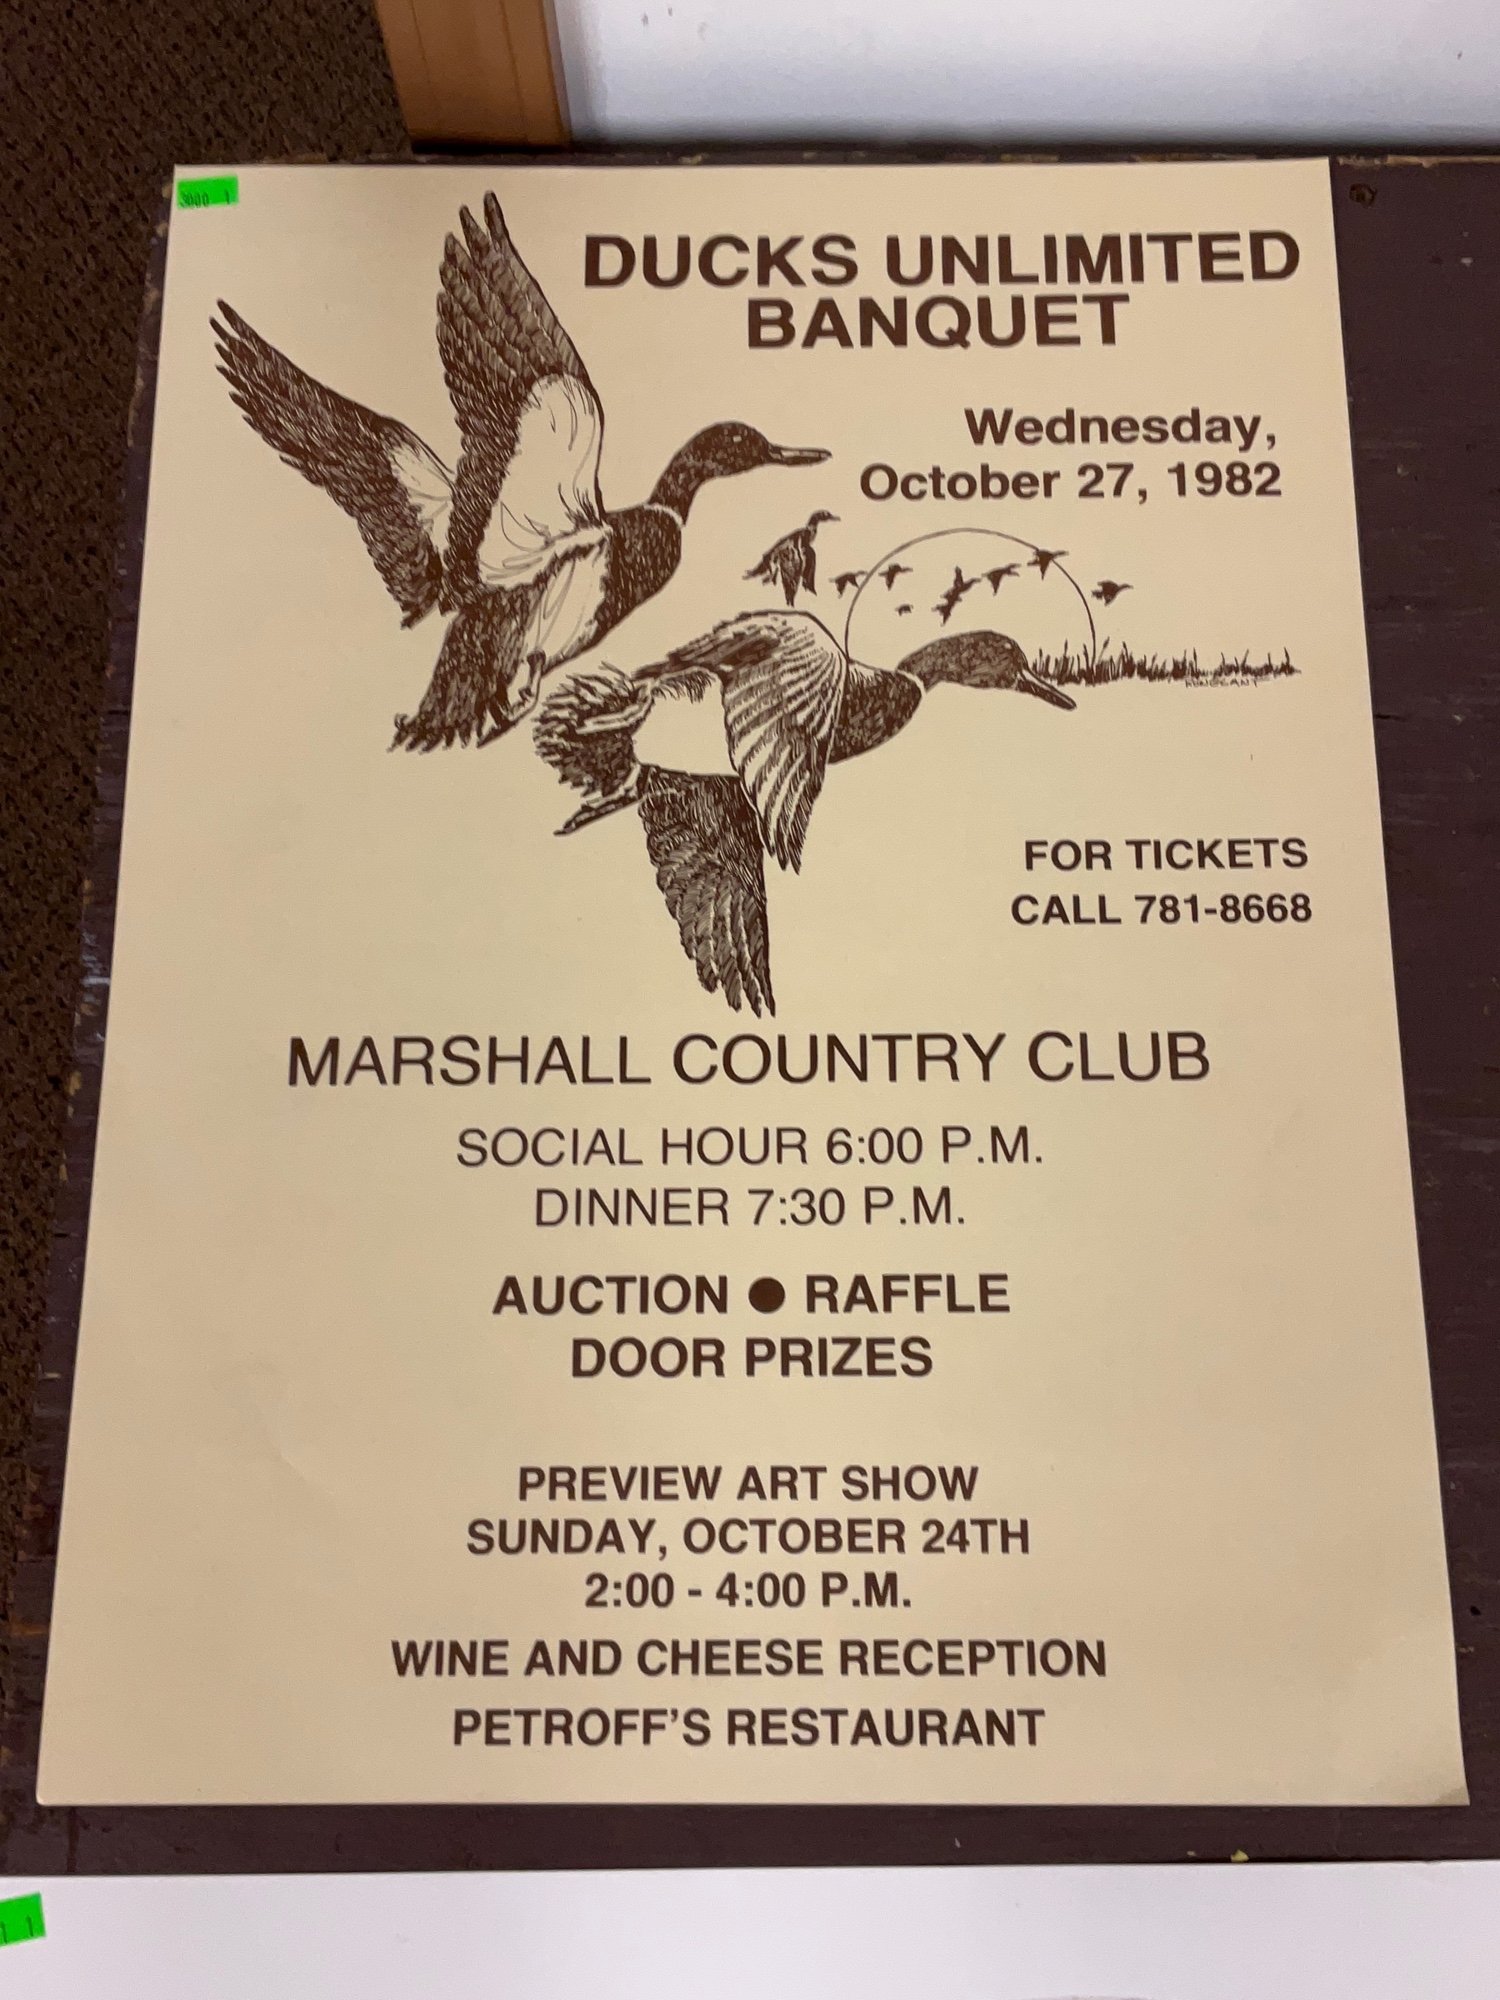 DUCKS UNLIMITED
BANQUET
Wednesday,
October 27, 1982
FOR TICKETS
CALL 781-8668
MARSHALL COUNTRY CLUB
SOCIAL HOUR 6:00 P.M.
DINNER 7:30 P.M.
AUCTION ● RAFFLE
DOOR PRIZES
PREVIEW ART SHOW
SUNDAY, OCTOBER 24TH
2:00 - 4:00 P.M.
WINE AND CHEESE RECEPTION
PETROFF'S RESTAURANT